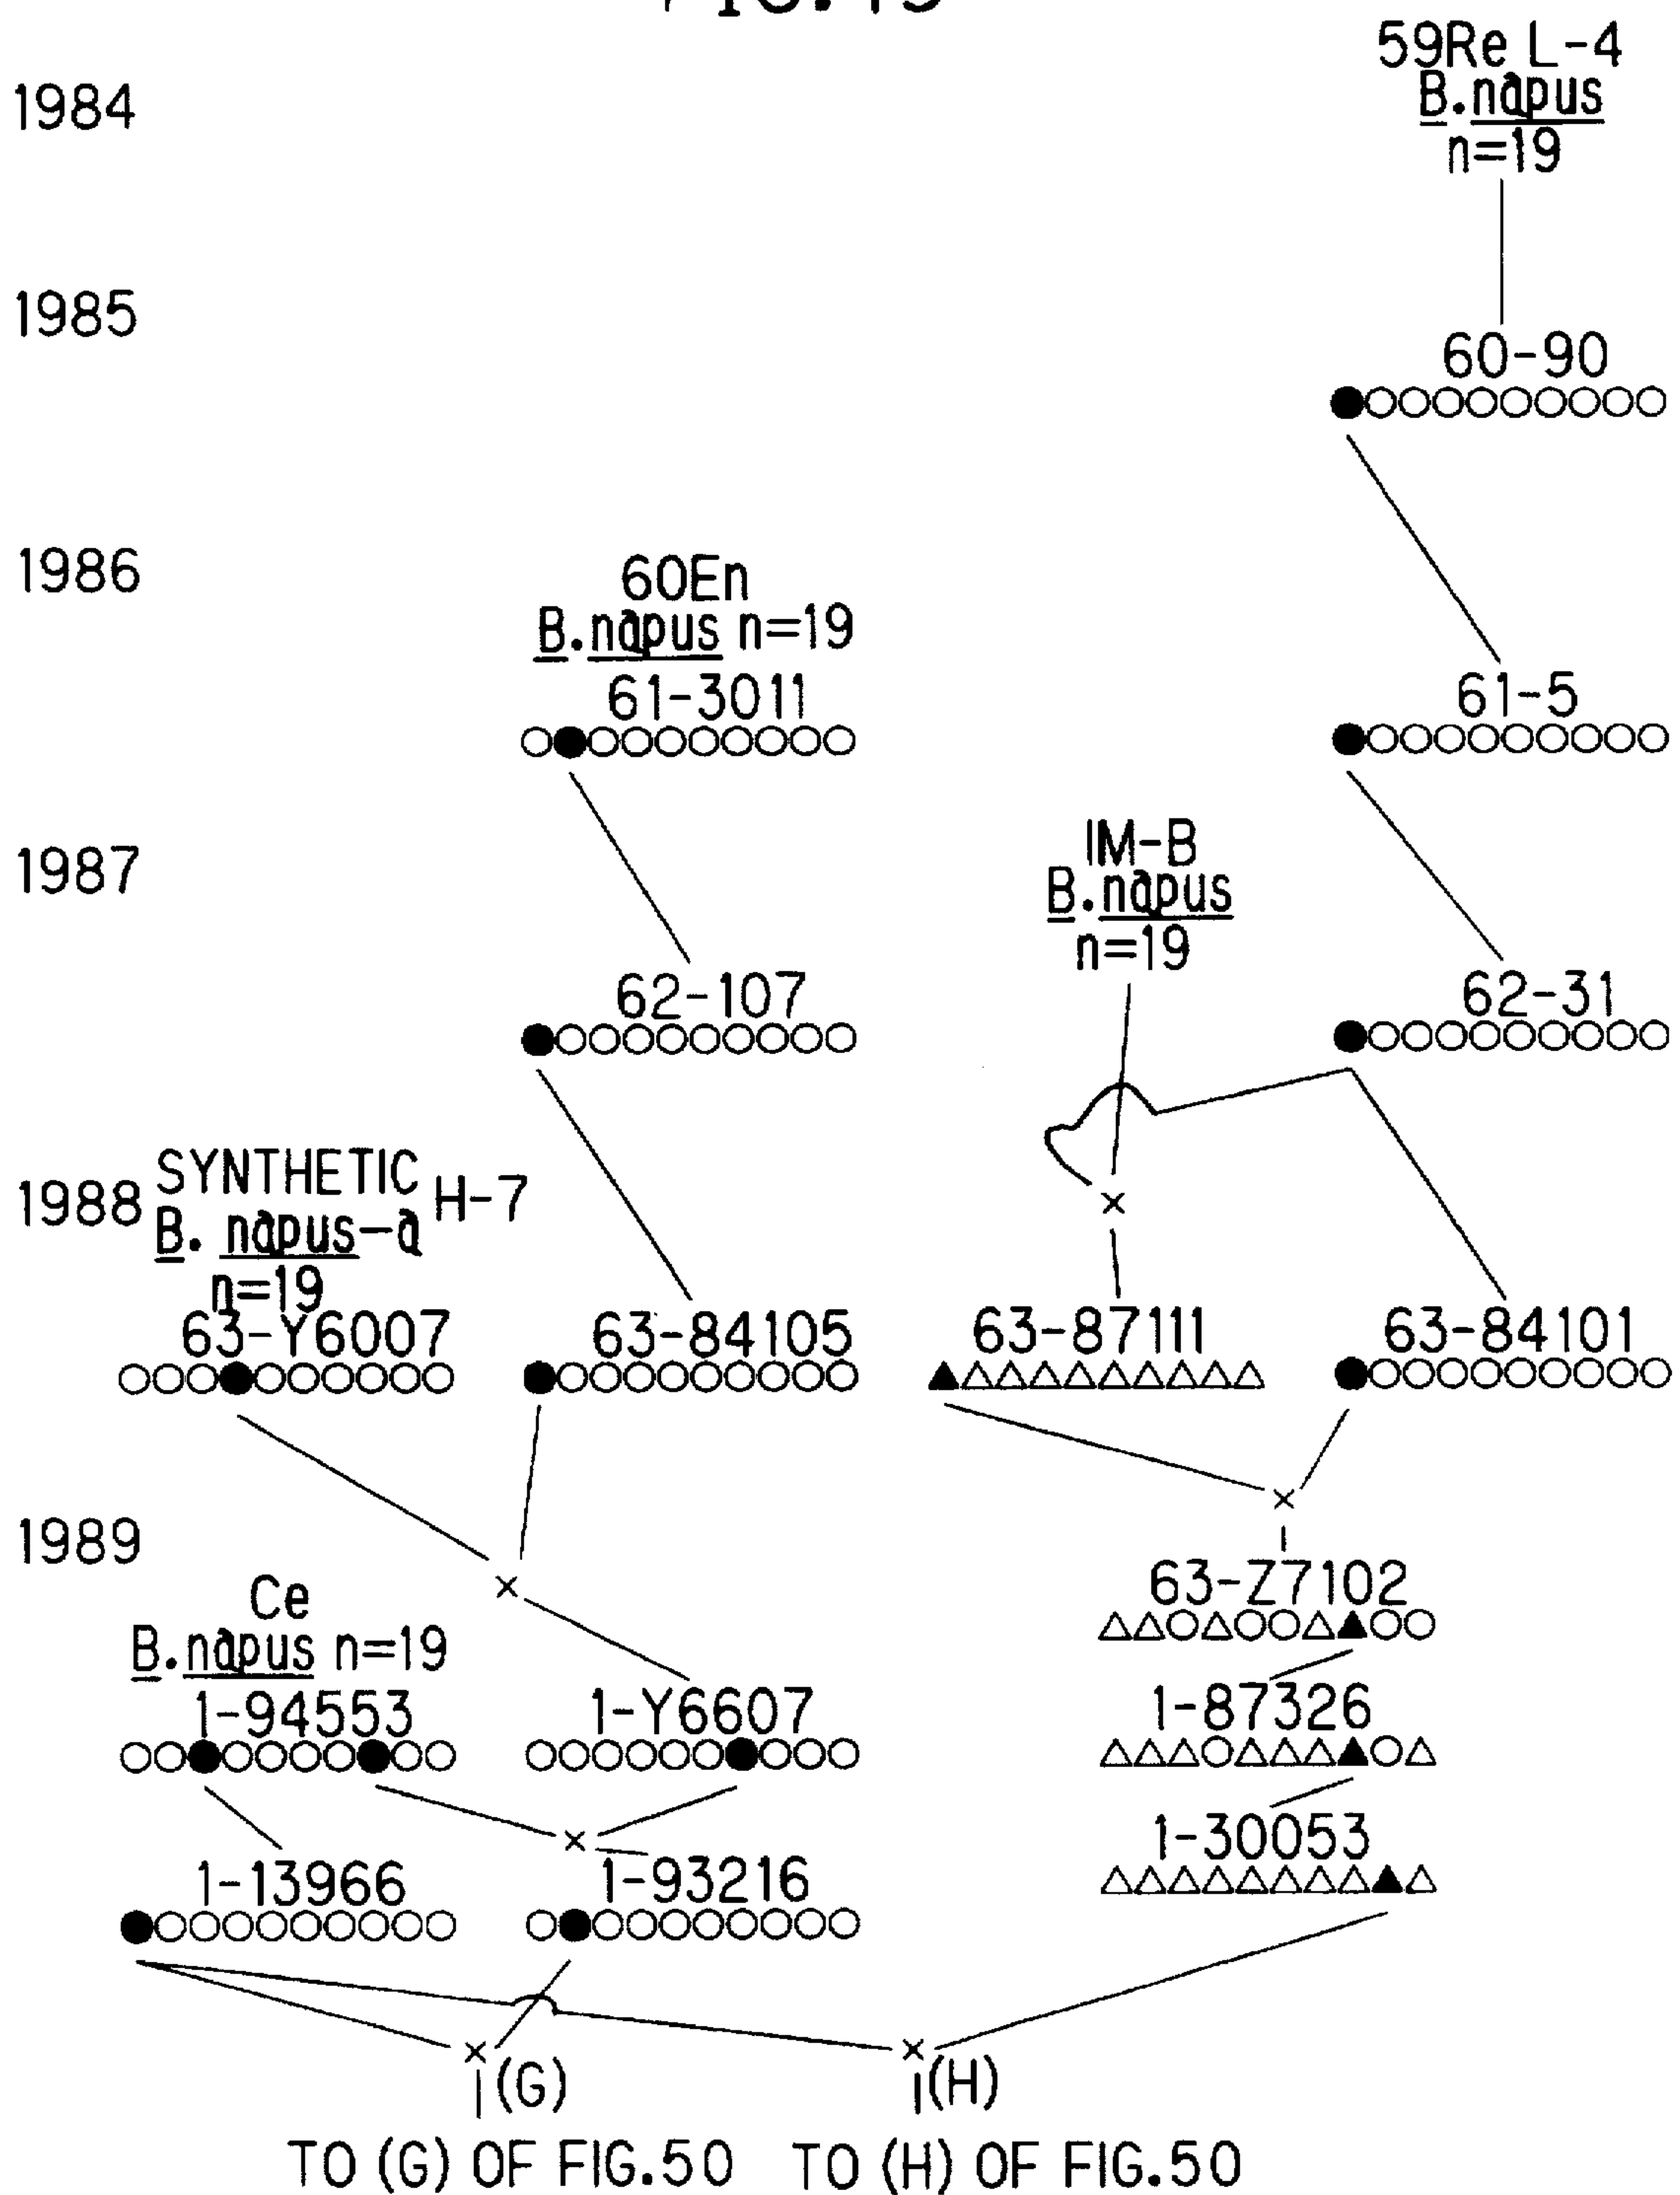 1984
59Re L-4
B.napus
n=19
1985
60-90
1986
60En
B.napus n=19
61-3011
61-5
1987
IM-B
B.napus
n=19
62-107
62-31
1988
SYNTHETIC
B. napus-a
H-7
n=19
63-Y6007
63-84105
63-87111
63-84101
1989
63-Z7102
Ce
B.napus n=19
1-94553
1-Y6607
1-87326
1-30053
1-13966
1-93216
(G)
(H)
TO (G) OF FIG.50
TO (H) OF FIG.50